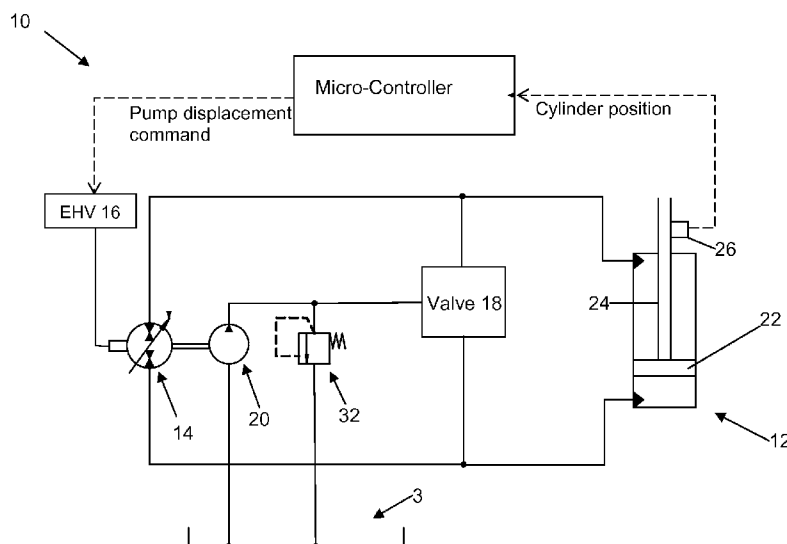 10
Micro-Controller
Pump displacement
command
Cylinder position
EHV 16
26
Valve 18
24
22
14
20
32
12
3